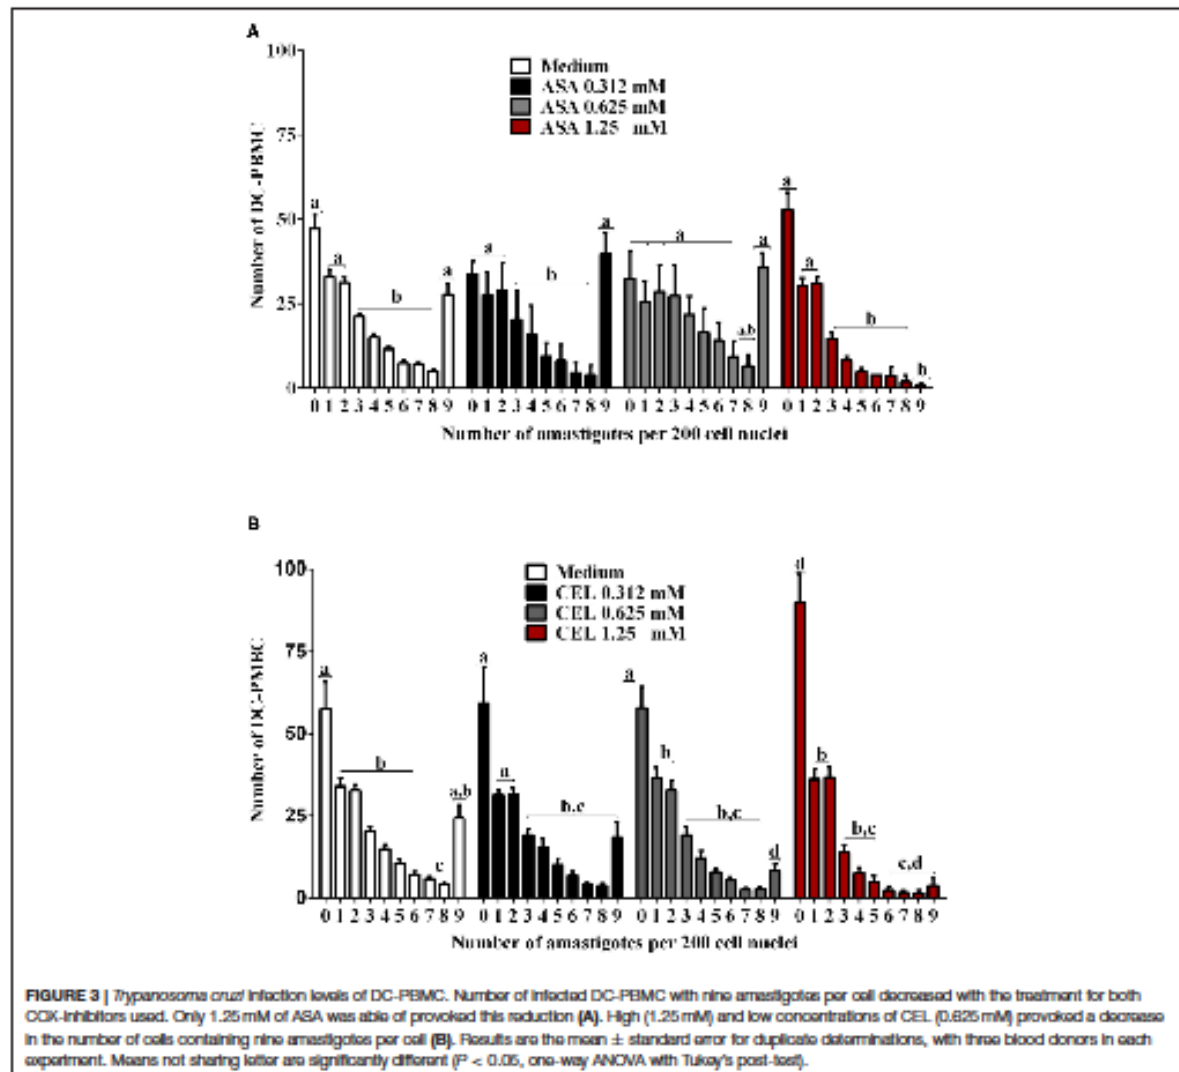 A
100
75
50
25
0
Number of DC-PBMC
Medium
ASA 0.312 mM
ASA 0.625 mM
ASA 1.25 mM
a a b a
a b a
a a,b a
a a b b
0 1 2 3 4 5 6 7 8 9 0 1 2 3 4 5 6 7 8 9 0 1 2 3 4 5 6 7 8 9 0 1 2 3 4 5 6 7 8 9
Number of amastigotes per 200 cell nuclei
B
100
75
50
25
0
Number of DC-PMBC
Medium
CEL 0.312 mM
CEL 0.625 mM
CEL 1.25 mM
a b c a,b
a a b,c
a b b,c d
d b b,c c,d
0 1 2 3 4 5 6 7 8 9 0 1 2 3 4 5 6 7 8 9 0 1 2 3 4 5 6 7 8 9 0 1 2 3 4 5 6 7 8 9
Number of amastigotes per 200 cell nuclei
FIGURE 3 | Trypanosoma cruzi infection levels of DC-PBMC. Number of infected DC-PBMC with nine amastigotes per cell decreased with the treatment for both
COX-inhibitors used. Only 1.25 mM of ASA was able of provoked this reduction (A). High (1.25 mM) and low concentrations of CEL (0.625 mM) provoked a decrease
in the number of cells containing nine amastigotes per cell (B). Results are the mean ± standard error for duplicate determinations, with three blood donors in each
experiment. Means not sharing letter are significantly different (P < 0.05, one-way ANOVA with Tukey's post-test).